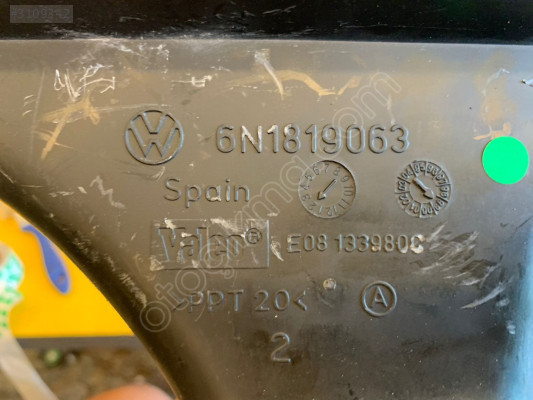 6N1819063
Spain
Valeo®
E08 133980C
>PPT 20<
A
2